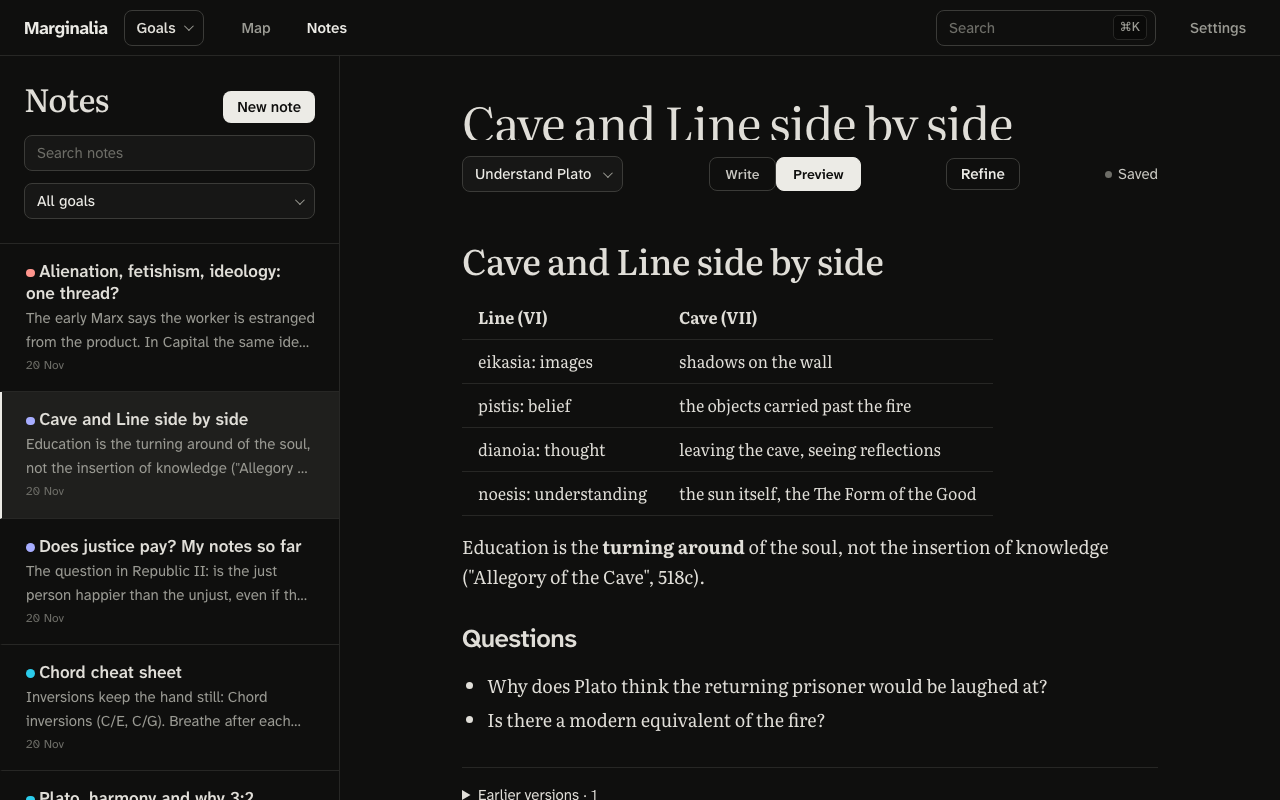 Marginalia Goals Map Notes Search ⌘K Settings
Notes
New note
Search notes
All goals
Alienation, fetishism, ideology:
one thread?
The early Marx says the worker is estranged
from the product. In Capital the same ide...
20 Nov
Cave and Line side by side
Education is the turning around of the soul,
not the insertion of knowledge ("Allegory ...
20 Nov
Does justice pay? My notes so far
The question in Republic II: is the just
person happier than the unjust, even if th...
20 Nov
Chord cheat sheet
Inversions keep the hand still: Chord
inversions (C/E, C/G). Breathe after each...
20 Nov
Plato, harmony and why 3:2
Cave and Line side by side
Understand Plato Write Preview Refine Saved
Cave and Line side by side
Line (VI) Cave (VII)
eikasia: images shadows on the wall
pistis: belief the objects carried past the fire
dianoia: thought leaving the cave, seeing reflections
noesis: understanding the sun itself, the The Form of the Good
Education is the turning around of the soul, not the insertion of knowledge
("Allegory of the Cave", 518c).
Questions
• Why does Plato think the returning prisoner would be laughed at?
• Is there a modern equivalent of the fire?
Earlier versions · 1